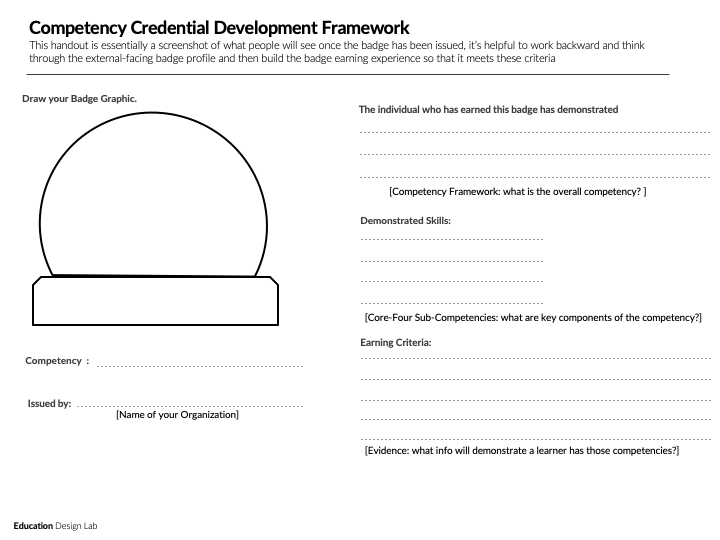 Competency Credential Development Framework
This handout is essentially a screenshot of what people will see once the badge has been issued, it's helpful to work backward and think
through the external-facing badge profile and then build the badge earning experience so that it meets these criteria
Draw your Badge Graphic.
Competency :
Issued by:
[Name of your Organization]
The individual who has earned this badge has demonstrated
[Competency Framework: what is the overall competency? ]
Demonstrated Skills:
[Core-Four Sub-Competencies: what are key components of the competency?]
Earning Criteria:
[Evidence: what info will demonstrate a learner has those competencies?]
Education Design Lab